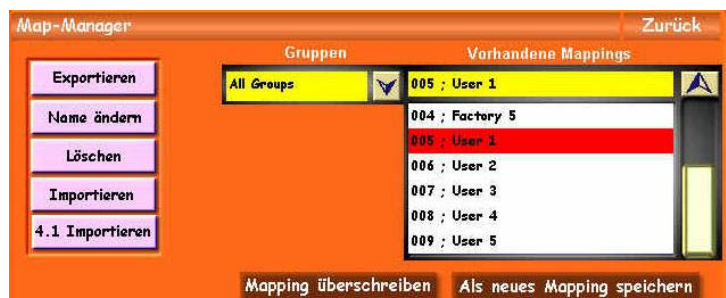 Map-Manager
Zurück
Gruppen
Vorhandene Mappings
Exportieren
Name ändern
Löschen
Importieren
4.1 Importieren
All Groups
005 ; User 1
004 ; Factory 5
005 ; User 1
006 ; User 2
007 ; User 3
008 ; User 4
009 ; User 5
Mapping überschreiben
Als neues Mapping speichern